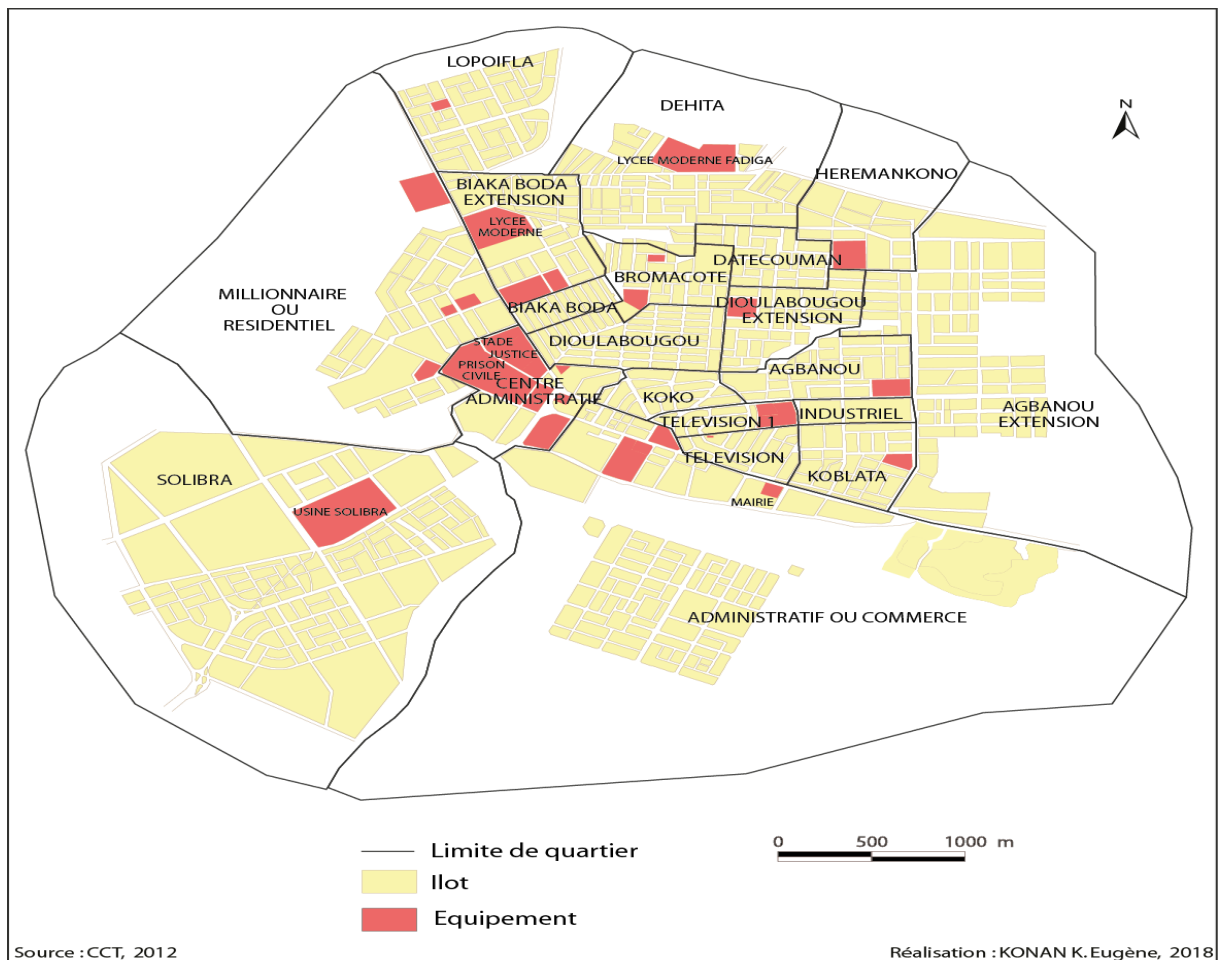 LOPOIFLA
DEHITA
N
LYCEE MODERNE FADIGA
HEREMANKONO
BIAKA BODA
EXTENSION
LYCEE
MODERNE
DATECOUMAN
BROMACOTE
MILLIONNAIRE
OU
RESIDENTIEL
BIAKA BODA
DIOULABOUGOU
EXTENSION
STADE
JUSTICE
DIOULABOUGOU
PRISON
CIVILE
CENTRE
ADMINISTRATIF
AGBANOU
KOKO
TELEVISION 1
INDUSTRIEL
AGBANOU
EXTENSION
TELEVISION
KOBLATA
SOLIBRA
MAIRIE
USINE SOLIBRA
ADMINISTRATIF OU COMMERCE
Limite de quartier
Ilot
Equipement
0 500 1000 m
Source : CCT, 2012
Réalisation : KONAN K. Eugène, 2018